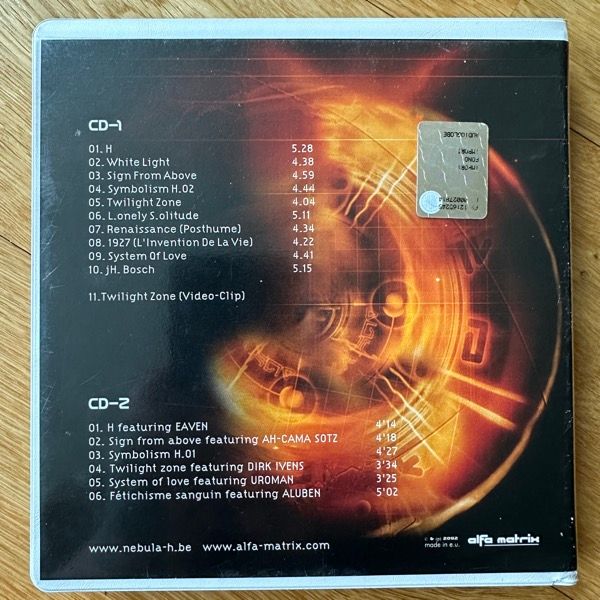 CD-1
01. H 5.28
02. White Light 4.38
03. Sign From Above 4.59
04. Symbolism H.02 4.44
05. Twilight Zone 4.04
06. L.onely S.olitude 5.11
07. Renaissance (Posthume) 4.34
08. 1927 (L'Invention De La Vie) 4.22
09. System Of Love 4.41
10. jH. Bosch 5.15
11.Twilight Zone (Video-Clip)
CD-2
01. H featuring EAVEN 4'14
02. Sign from above featuring AH-CAMA SOTZ 4'18
03. Symbolism H.01 4'27
04. Twilight zone featuring DIRK IVENS 3'34
05. System of love featuring UROMAN 3'25
06. Fétichisme sanguin featuring ALUBEN 5'02
www.nebula-h.be www.alfa-matrix.com
2002
made in e.u.
alfa matrix
AUDIOGLOBE